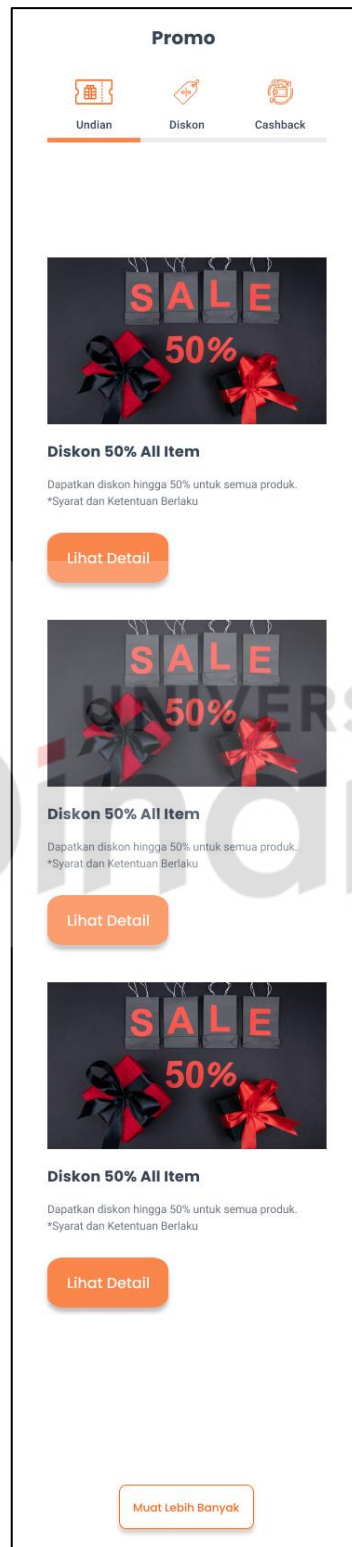 Promo
Undian Diskon Cashback
SALE
50%
Diskon 50% All Item
Dapatkan diskon hingga 50% untuk semua produk.
*Syarat dan Ketentuan Berlaku
Lihat Detail
SALE
UNIVERS
50%
Dina
Diskon 50% All Item
Dapatkan diskon hingga 50% untuk semua produk.
*Syarat dan Ketentuan Berlaku
Lihat Detail
SALE
50%
Diskon 50% All Item
Dapatkan diskon hingga 50% untuk semua produk.
*Syarat dan Ketentuan Berlaku
Lihat Detail
Muat Lebih Banyak